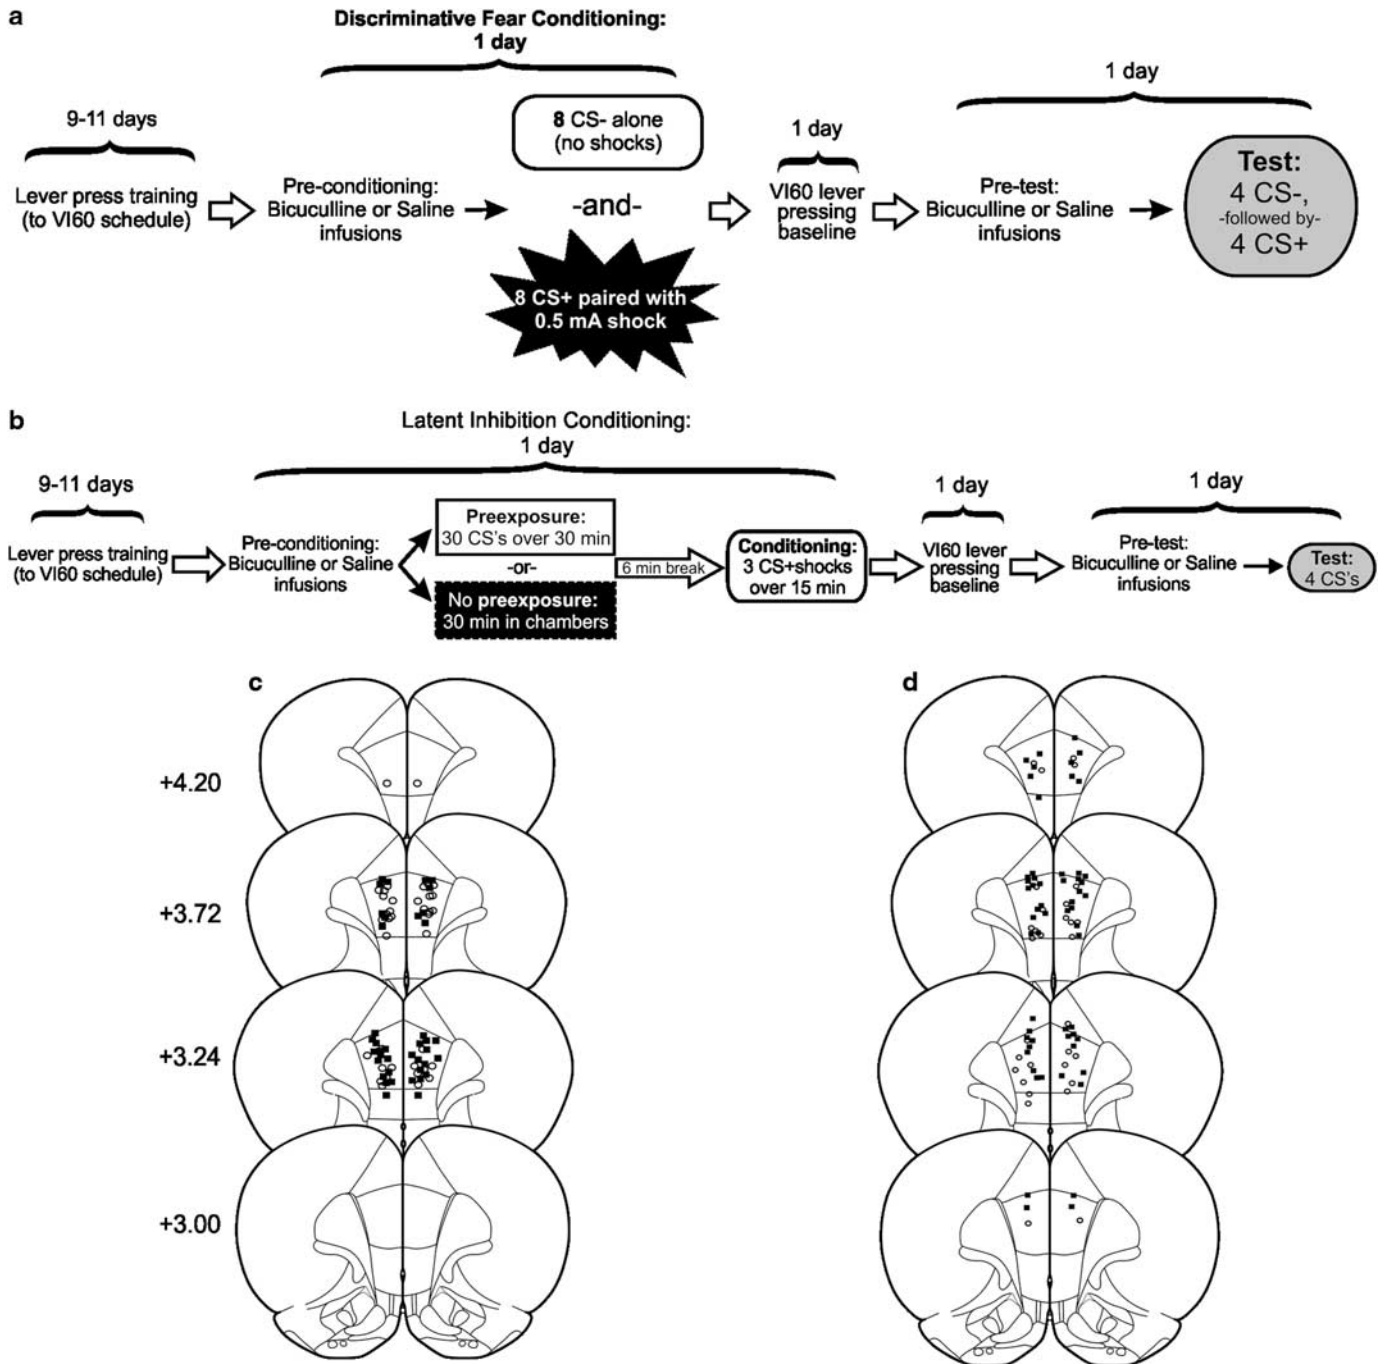 a
Discriminative Fear Conditioning:
1 day
1 day
9-11 days
8 CS- alone
(no shocks)
1 day
Lever press training
(to VI60 schedule)
Pre-conditioning:
Bicuculline or Saline
infusions
-and-
VI60 lever
pressing
baseline
Pre-test:
Bicuculline or Saline
infusions
Test:
4 CS-,
-followed by-
4 CS+
8 CS+ paired with
0.5 mA shock
b
Latent Inhibition Conditioning:
1 day
9-11 days
1 day
1 day
Lever press training
(to VI60 schedule)
Pre-conditioning:
Bicuculline or Saline
infusions
Preexposure:
30 CS's over 30 min
-or-
No preexposure:
30 min in chambers
6 min break
Conditioning:
3 CS+shocks
over 15 min
VI60 lever
pressing
baseline
Pre-test:
Bicuculline or Saline
infusions
Test:
4 CS's
c
d
+4.20
+3.72
+3.24
+3.00